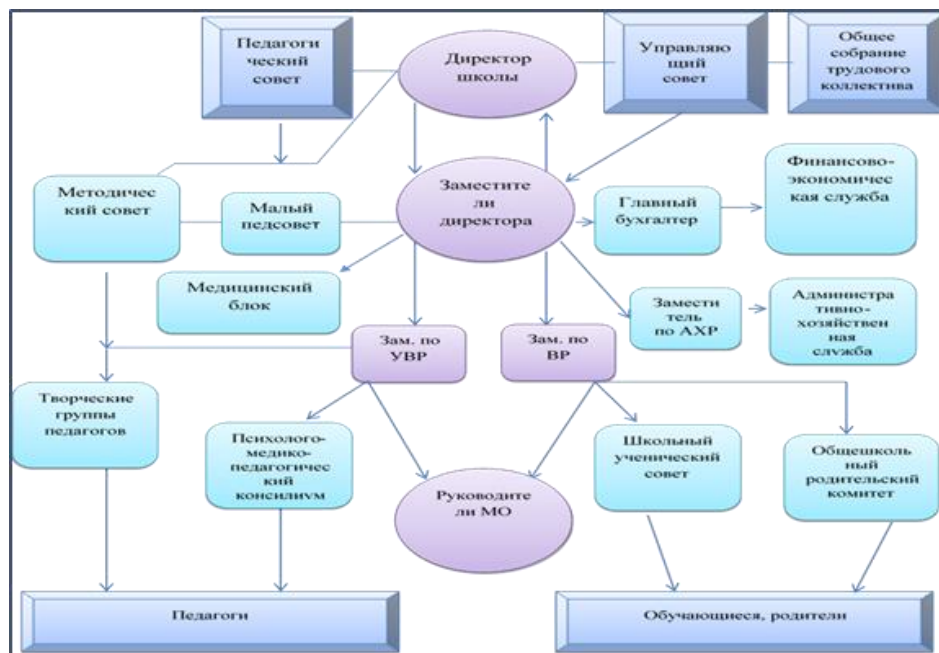 Педагоги
ческий
совет
Директор
школы
Управляю
щий
совет
Общее
собрание
трудового
коллектива
Методичес
кий совет
Малый
педсовет
Заместите
ли
директора
Главный
бухгалтер
Финансово-
экономичес
кая служба
Медицинский
блок
Замести
тель
по АХР
Администра
тивно-
хозяйствен
ная
служба
Зам. по
УВР
Зам. по
ВР
Творческие
группы
педагогов
Психолого-
медико-
педагогичес
кий
консилиум
Руководите
ли МО
Школьный
ученический
совет
Общешколь
ный
родительский
комитет
Педагоги
Обучающиеся, родители